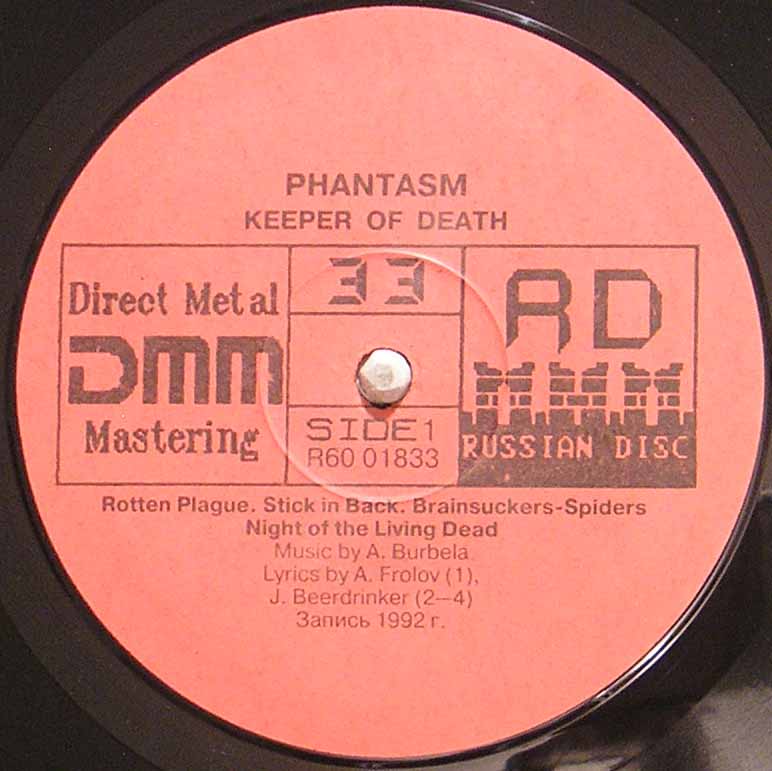 PHANTASM
KEEPER OF DEATH
Direct Metal
DMM
Mastering
33
SIDE 1
R60 01833
RD
RUSSIAN DISC
Rotten Plague. Stick in Back. Brainsuckers-Spiders
Night of the Living Dead
Music by A. Burbela
Lyrics by A. Frolov (1),
J. Beerdrinker (2—4)
Запись 1992 г.